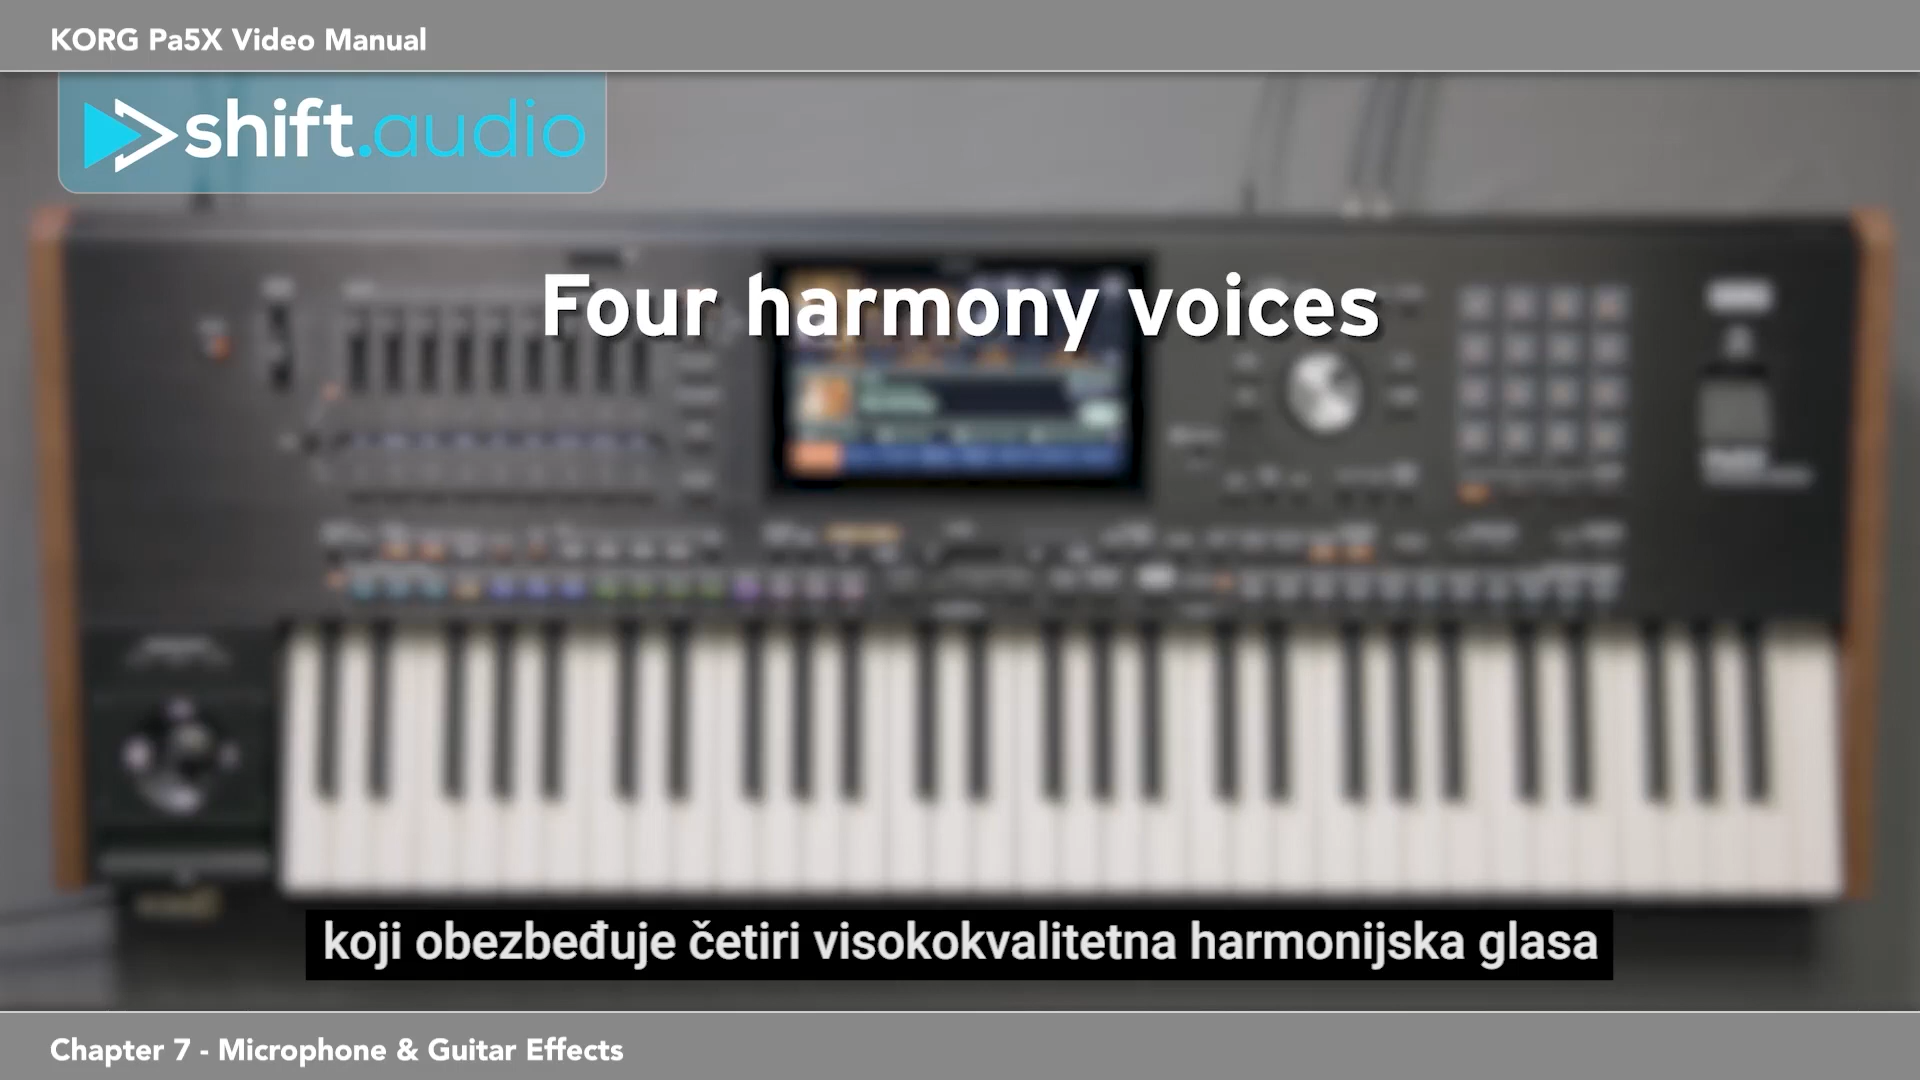 KORG Pa5X Video Manual
shift.audio
Four harmony voices
koji obezbeđuje četiri visokokvalitetna harmonijska glasa
Chapter 7 - Microphone & Guitar Effects